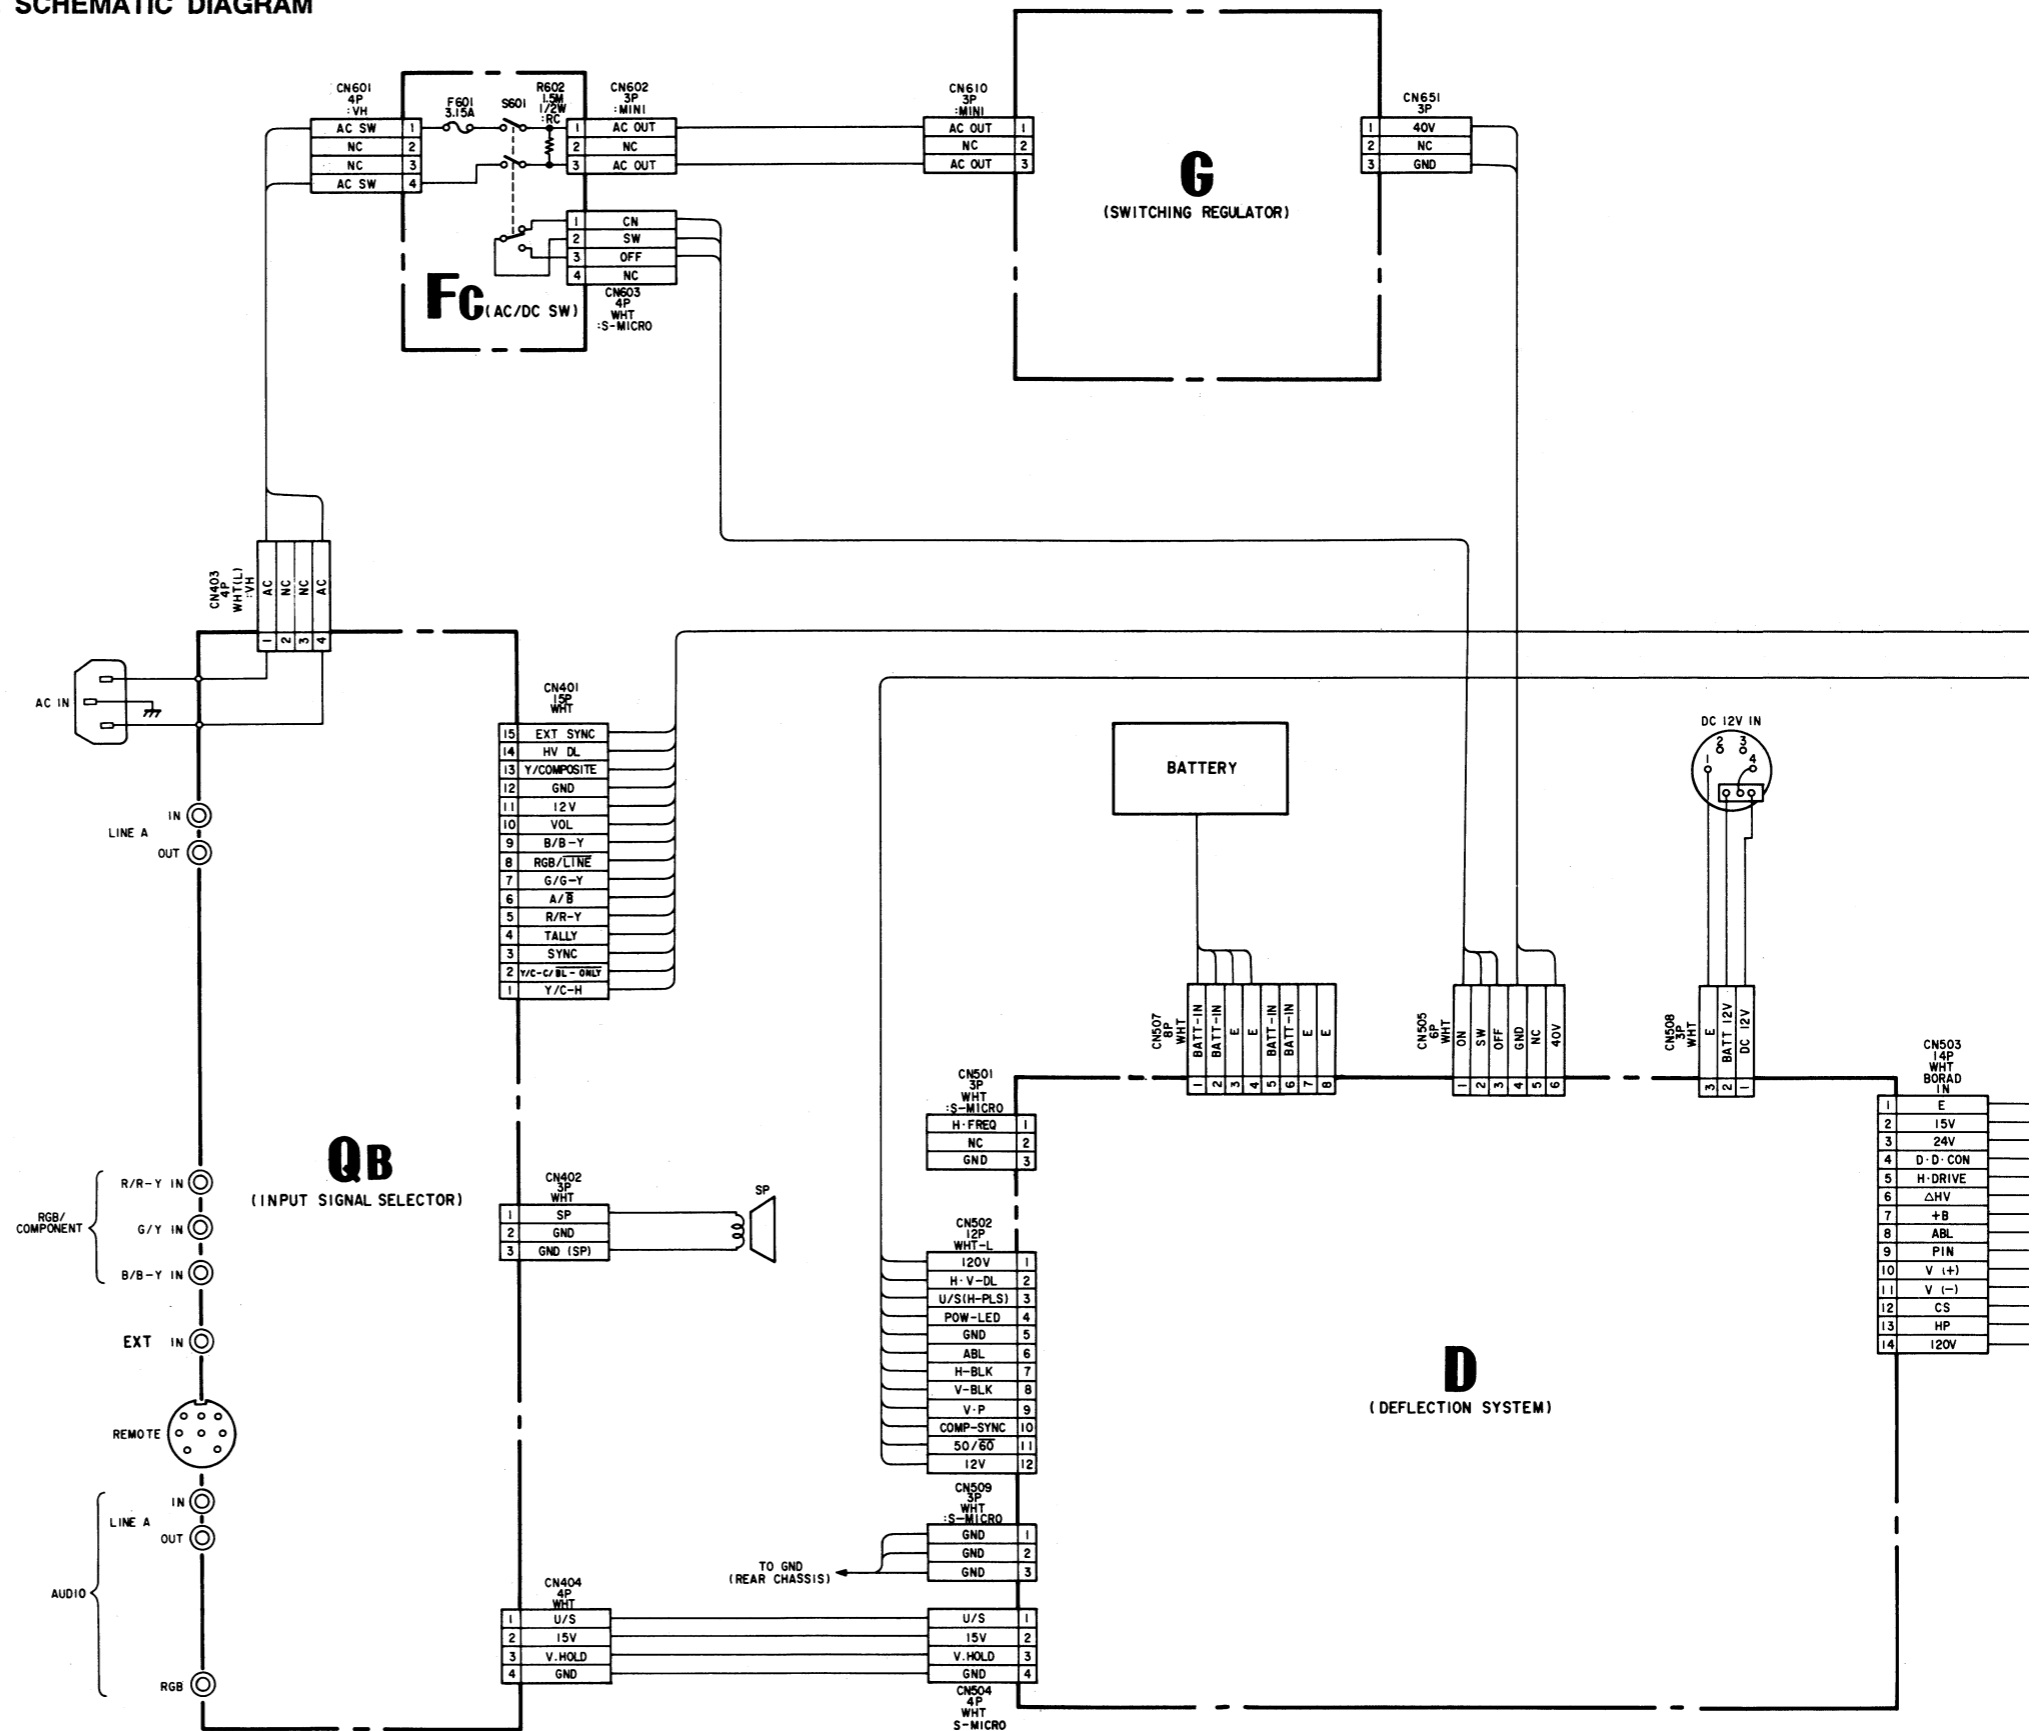 SCHEMATIC DIAGRAM
CN601
4P
:VH
AC SW 1
NC 2
NC 3
AC SW 4
F601
3.15A
S601
R602
1.5M
1/2W
:RC
CN602
3P
:MINI
1 AC OUT
2 NC
3 AC OUT
1 CN
2 SW
3 OFF
4 NC
CN603
4P
WHT
:S-MICRO
FC (AC/DC SW)
CN610
3P
:MINI
AC OUT 1
NC 2
AC OUT 3
G
(SWITCHING REGULATOR)
CN651
3P
1 40V
2 NC
3 GND
CN403
4P
WHT(L)
:VH
AC NC NC AC
1 2 3 4
AC IN
IN
LINE A
OUT
CN401
15P
WHT
15 EXT SYNC
14 HV DL
13 Y/COMPOSITE
12 GND
11 12V
10 VOL
9 B/B-Y
8 RGB/LINE
7 G/G-Y
6 A/B
5 R/R-Y
4 TALLY
3 SYNC
2 Y/C-C/BL-ONLY
1 Y/C-H
BATTERY
DC 12V IN
2 3
1 4
CN507
8P
WHT
BATT-IN BATT-IN E E BATT-IN BATT-IN E E
1 2 3 4 5 6 7 8
CN505
6P
WHT
ON SW OFF GND NC 40V
1 2 3 4 5 6
CN508
3P
WHT
E BATT 12V DC 12V
3 2 1
CN503
14P
WHT
BORAD
IN
1 E
2 15V
3 24V
4 D·D·CON
5 H·DRIVE
6 △HV
7 +B
8 ABL
9 PIN
10 V (+)
11 V (-)
12 CS
13 HP
14 120V
CN501
3P
WHT
:S-MICRO
H·FREQ 1
NC 2
GND 3
QB
(INPUT SIGNAL SELECTOR)
RGB/
COMPONENT
R/R-Y IN
G/Y IN
B/B-Y IN
EXT IN
REMOTE
CN402
3P
WHT
1 SP
2 GND
3 GND (SP)
SP
CN502
12P
WHT-L
120V 1
H·V-DL 2
U/S(H-PLS) 3
POW-LED 4
GND 5
ABL 6
H-BLK 7
V-BLK 8
V·P 9
COMP-SYNC 10
50/60 11
12V 12
D
(DEFLECTION SYSTEM)
CN509
3P
WHT
:S-MICRO
GND 1
GND 2
GND 3
TO GND
(REAR CHASSIS)
AUDIO
IN
LINE A
OUT
RGB
CN404
4P
WHT
1 U/S
2 15V
3 V.HOLD
4 GND
U/S 1
15V 2
V.HOLD 3
GND 4
CN504
4P
WHT
S-MICRO